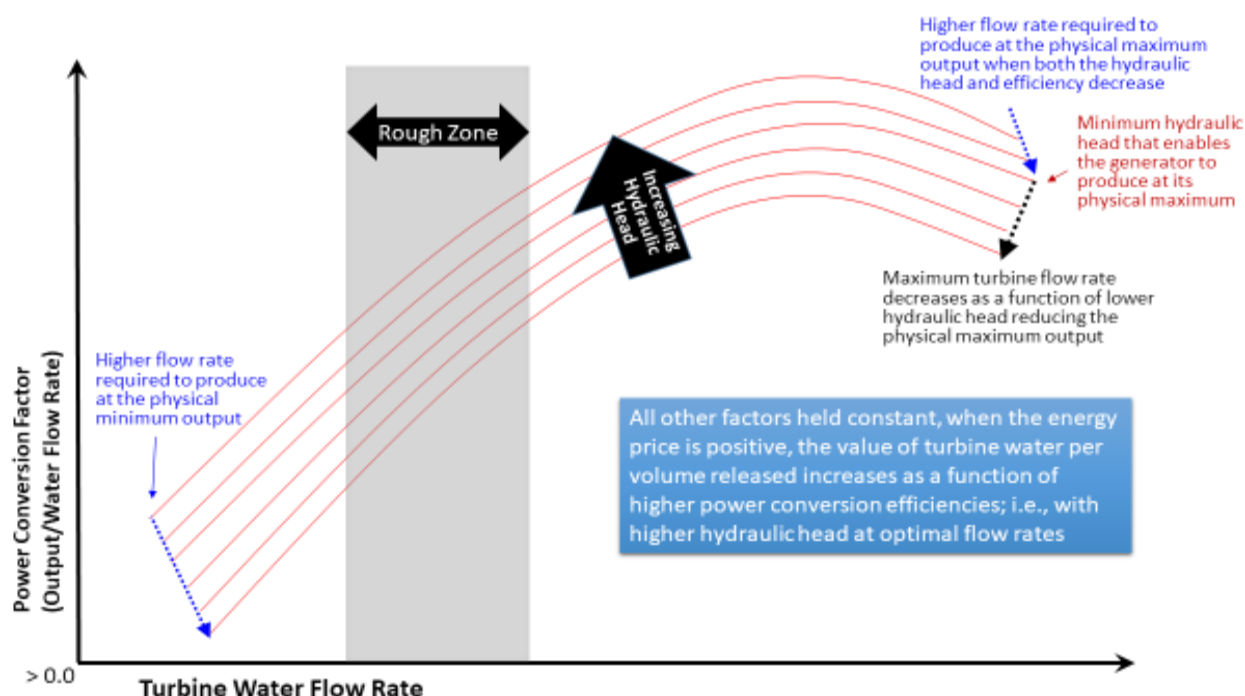 Higher flow rate required to
produce at the physical maximum
output when both the hydraulic
head and efficiency decrease
Minimum hydraulic
head that enables
the generator to
produce at its
physical maximum
Rough Zone
Increasing
Hydraulic
Head
Maximum turbine flow rate
decreases as a function of lower
hydraulic head reducing the
physical maximum output
Higher flow rate
required to produce
at the physical
minimum output
Power Conversion Factor
(Output/Water Flow Rate)
All other factors held constant, when the energy
price is positive, the value of turbine water per
volume released increases as a function of
higher power conversion efficiencies; i.e., with
higher hydraulic head at optimal flow rates
> 0.0
Turbine Water Flow Rate